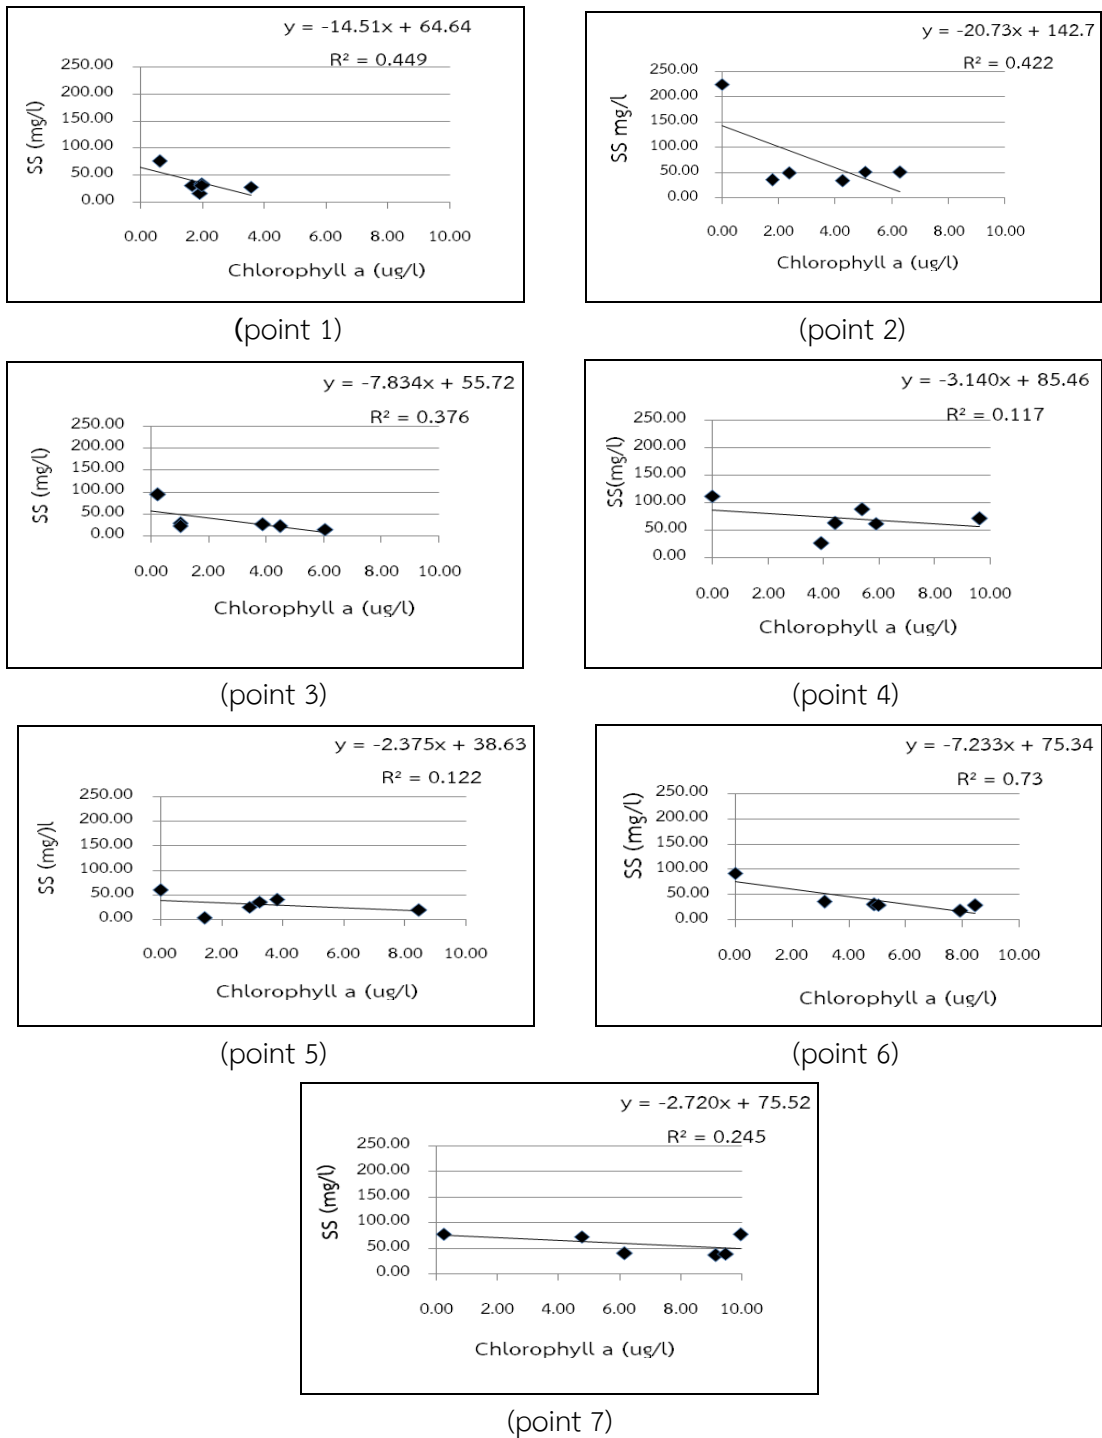 y = -14.51x + 64.64
R² = 0.449
250.00
200.00
150.00
100.00
50.00
0.00
SS (mg/l)
0.00 2.00 4.00 6.00 8.00 10.00
Chlorophyll a (ug/l)
(point 1)
y = -20.73x + 142.7
R² = 0.422
250.00
200.00
150.00
100.00
50.00
0.00
SS mg/l
0.00 2.00 4.00 6.00 8.00 10.00
Chlorophyll a (ug/l)
(point 2)
y = -7.834x + 55.72
R² = 0.376
250.00
200.00
150.00
100.00
50.00
0.00
SS (mg/l)
0.00 2.00 4.00 6.00 8.00 10.00
Chlorophyll a (ug/l)
(point 3)
y = -3.140x + 85.46
R² = 0.117
250.00
200.00
150.00
100.00
50.00
0.00
SS(mg/l)
0.00 2.00 4.00 6.00 8.00 10.00
Chlorophyll a (ug/l)
(point 4)
y = -2.375x + 38.63
R² = 0.122
250.00
200.00
150.00
100.00
50.00
0.00
SS (mg/)l
0.00 2.00 4.00 6.00 8.00 10.00
Chlorophyll a (ug/l)
(point 5)
y = -7.233x + 75.34
R² = 0.73
250.00
200.00
150.00
100.00
50.00
0.00
SS (mg/l)
0.00 2.00 4.00 6.00 8.00 10.00
Chlorophyll a (ug/l)
(point 6)
y = -2.720x + 75.52
R² = 0.245
250.00
200.00
150.00
100.00
50.00
0.00
SS (mg/l)
0.00 2.00 4.00 6.00 8.00 10.00
Chlorophyll a (ug/l)
(point 7)